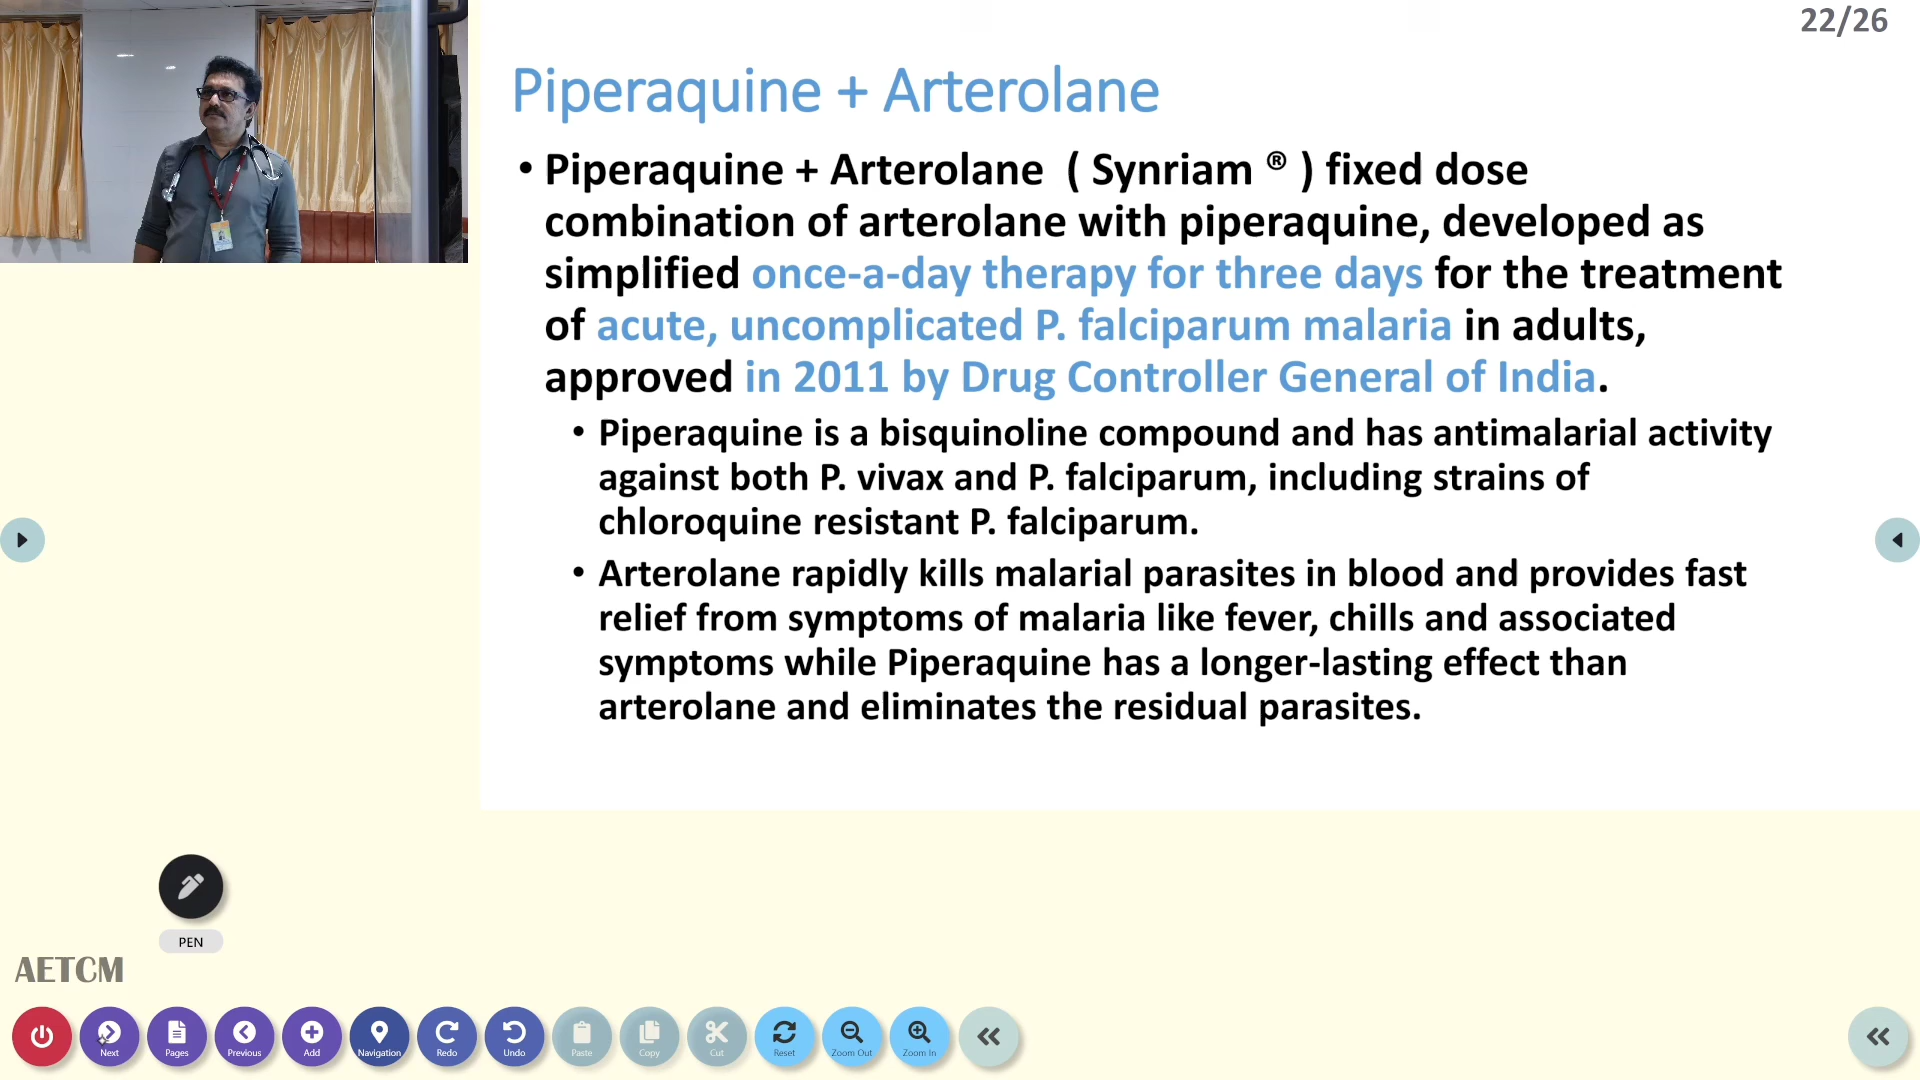 22/26
Piperaquine + Arterolane
• Piperaquine + Arterolane ( Synriam ® ) fixed dose
combination of arterolane with piperaquine, developed as
simplified once-a-day therapy for three days for the treatment
of acute, uncomplicated P. falciparum malaria in adults,
approved in 2011 by Drug Controller General of India.
• Piperaquine is a bisquinoline compound and has antimalarial activity
against both P. vivax and P. falciparum, including strains of
chloroquine resistant P. falciparum.
• Arterolane rapidly kills malarial parasites in blood and provides fast
relief from symptoms of malaria like fever, chills and associated
symptoms while Piperaquine has a longer-lasting effect than
arterolane and eliminates the residual parasites.
PEN
AETCM
Next Pages Previous Add Navigation Redo Undo Paste Copy Cut Reset Zoom Out Zoom In